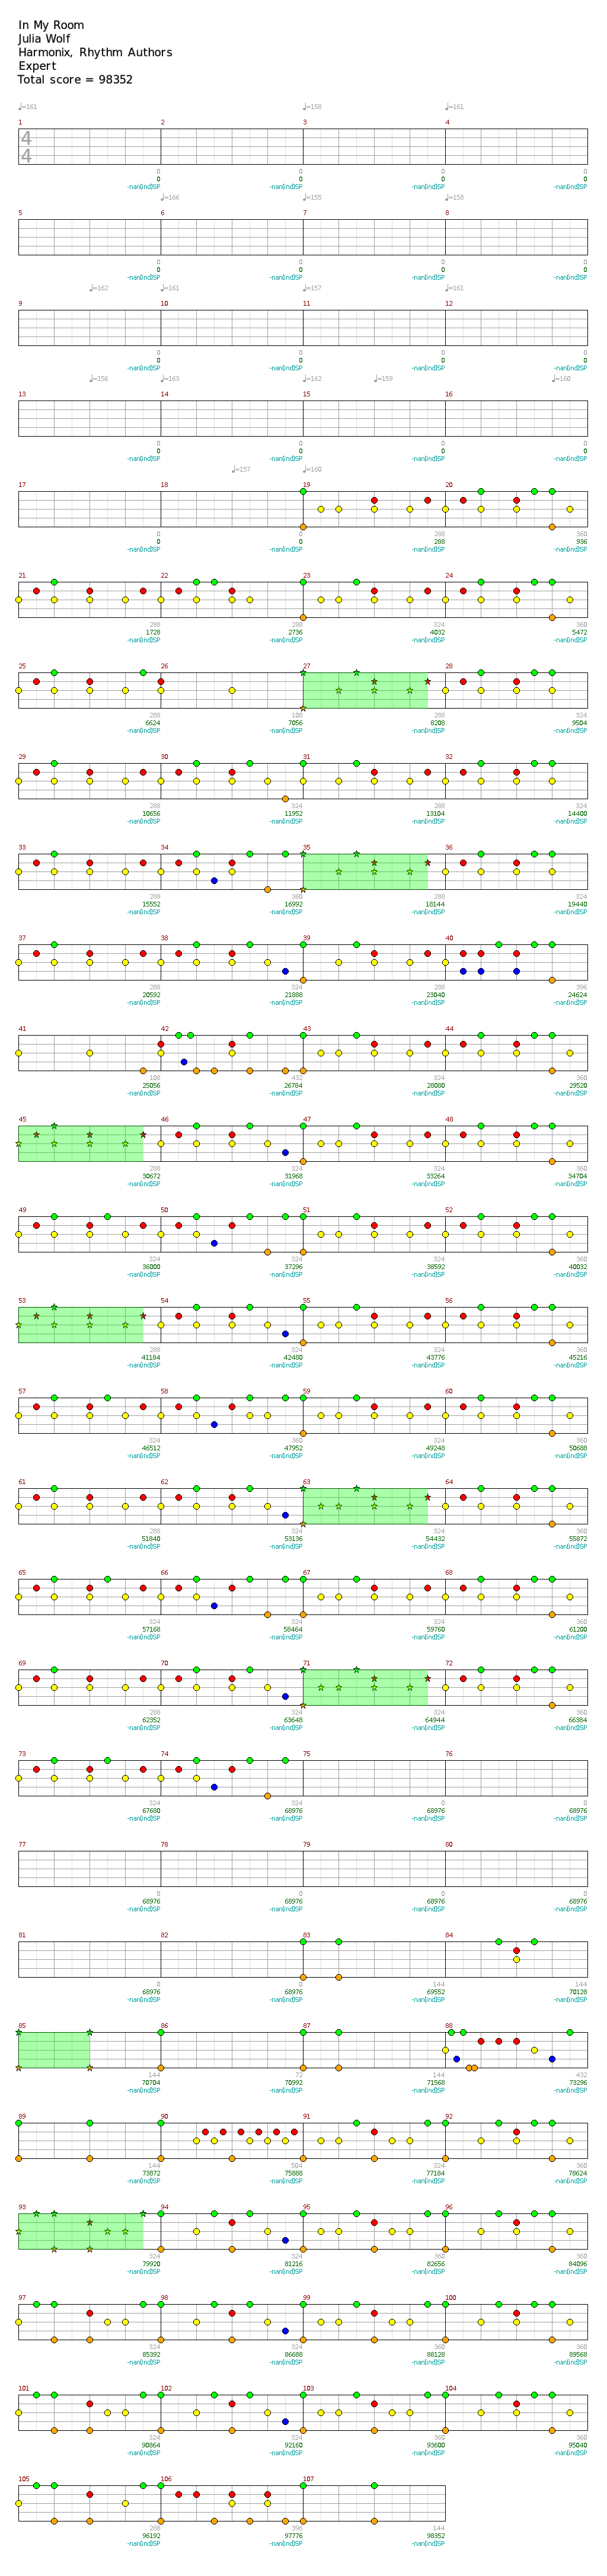 In My Room
Julia Wolf
Harmonix, Rhythm Authors
Expert
Total score = 98352
♩=161 ♩=158 ♩=161
1 2 3 4
4
4
0 0 0 0
0 0 0 0
-nan(ind)SP -nan(ind)SP -nan(ind)SP -nan(ind)SP
♩=166 ♩=155 ♩=158
5 6 7 8
0 0 0 0
0 0 0 0
-nan(ind)SP -nan(ind)SP -nan(ind)SP -nan(ind)SP
♩=162 ♩=161 ♩=157
9 10 11 12
0 0 0 0
0 0 0 0
-nan(ind)SP -nan(ind)SP -nan(ind)SP -nan(ind)SP
♩=156 ♩=163 ♩=162 ♩=159 ♩=160
13 14 15 16
0 0 0 0
0 0 0 0
-nan(ind)SP -nan(ind)SP -nan(ind)SP -nan(ind)SP
♩=157 ♩=160
17 18 19 20
0 0 288 360
0 0 288 936
-nan(ind)SP -nan(ind)SP -nan(ind)SP -nan(ind)SP
21 22 23 24
288 288 324 360
1728 2736 4032 5472
-nan(ind)SP -nan(ind)SP -nan(ind)SP -nan(ind)SP
25 26 27 28
288 108 288 324
6624 7056 8208 9504
-nan(ind)SP -nan(ind)SP -nan(ind)SP -nan(ind)SP
29 30 31 32
288 324 288 324
10656 11952 13104 14400
-nan(ind)SP -nan(ind)SP -nan(ind)SP -nan(ind)SP
33 34 35 36
288 360 288 324
15552 16992 18144 19440
-nan(ind)SP -nan(ind)SP -nan(ind)SP -nan(ind)SP
37 38 39 40
288 324 288 396
20592 21888 23040 24624
-nan(ind)SP -nan(ind)SP -nan(ind)SP -nan(ind)SP
41 42 43 44
108 432 324 360
25056 26784 28080 29520
-nan(ind)SP -nan(ind)SP -nan(ind)SP -nan(ind)SP
45 46 47 48
288 324 324 360
30672 31968 33264 34704
-nan(ind)SP -nan(ind)SP -nan(ind)SP -nan(ind)SP
49 50 51 52
324 324 324 360
36000 37296 38592 40032
-nan(ind)SP -nan(ind)SP -nan(ind)SP -nan(ind)SP
53 54 55 56
288 324 324 360
41184 42480 43776 45216
-nan(ind)SP -nan(ind)SP -nan(ind)SP -nan(ind)SP
57 58 59 60
324 360 324 360
46512 47952 49248 50688
-nan(ind)SP -nan(ind)SP -nan(ind)SP -nan(ind)SP
61 62 63 64
288 324 324 360
51840 53136 54432 55872
-nan(ind)SP -nan(ind)SP -nan(ind)SP -nan(ind)SP
65 66 67 68
324 324 324 360
57168 58464 59760 61200
-nan(ind)SP -nan(ind)SP -nan(ind)SP -nan(ind)SP
69 70 71 72
288 324 324 360
62352 63648 64944 66384
-nan(ind)SP -nan(ind)SP -nan(ind)SP -nan(ind)SP
73 74 75 76
324 324 0 0
67680 68976 68976 68976
-nan(ind)SP -nan(ind)SP -nan(ind)SP -nan(ind)SP
77 78 79 80
0 0 0 0
68976 68976 68976 68976
-nan(ind)SP -nan(ind)SP -nan(ind)SP -nan(ind)SP
81 82 83 84
0 0 144 144
68976 68976 69552 70128
-nan(ind)SP -nan(ind)SP -nan(ind)SP -nan(ind)SP
85 86 87 88
144 72 144 432
70704 70992 71568 73296
-nan(ind)SP -nan(ind)SP -nan(ind)SP -nan(ind)SP
89 90 91 92
144 504 324 360
73872 75888 77184 78624
-nan(ind)SP -nan(ind)SP -nan(ind)SP -nan(ind)SP
93 94 95 96
324 324 360 360
79920 81216 82656 84096
-nan(ind)SP -nan(ind)SP -nan(ind)SP -nan(ind)SP
97 98 99 100
324 324 360 360
85392 86688 88128 89568
-nan(ind)SP -nan(ind)SP -nan(ind)SP -nan(ind)SP
101 102 103 104
324 324 360 360
90864 92160 93600 95040
-nan(ind)SP -nan(ind)SP -nan(ind)SP -nan(ind)SP
105 106 107
288 396 144
96192 97776 98352
-nan(ind)SP -nan(ind)SP -nan(ind)SP